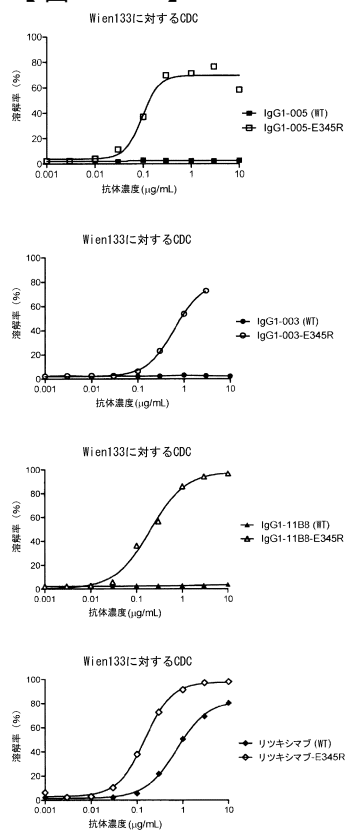 Wien133に対するCDC
溶解率 (%)
100
80
60
40
20
0
0.001
0.01
0.1
1
10
抗体濃度(μg/mL)
IgG1-005 (WT)
IgG1-005-E345R
Wien133に対するCDC
溶解率 (%)
100
80
60
40
20
0
0.001
0.01
0.1
1
10
抗体濃度(μg/mL)
IgG1-003 (WT)
IgG1-003-E345R
Wien133に対するCDC
溶解率 (%)
100
80
60
40
20
0
0.001
0.01
0.1
1
10
抗体濃度(μg/mL)
IgG1-11B8 (WT)
IgG1-11B8-E345R
Wien133に対するCDC
溶解率 (%)
100
80
60
40
20
0
0.001
0.01
0.1
1
10
抗体濃度(μg/mL)
リツキシマブ (WT)
リツキシマブ-E345R